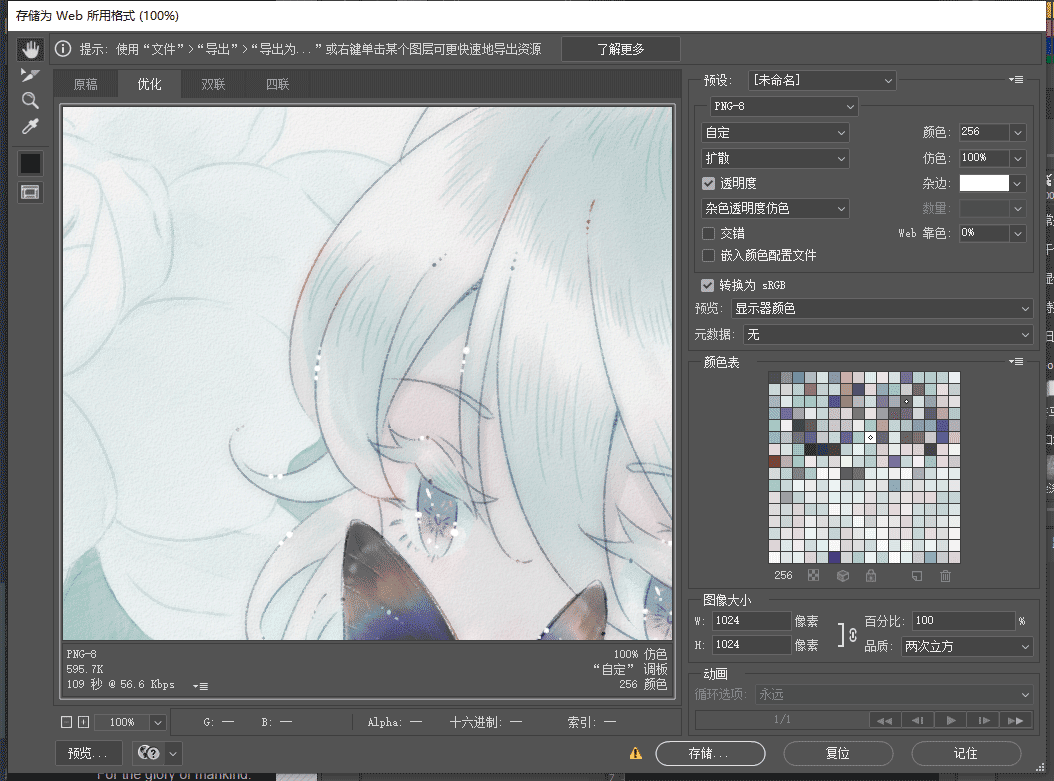 存储为 Web 所用格式 (100%)
提示: 使用“文件”>“导出”>“导出为...”或右键单击某个图层可更快速地导出资源
了解更多
原稿 优化 双联 四联
预设: [未命名]
PNG-8
自定 颜色: 256
扩散 仿色: 100%
透明度 杂边:
杂色透明度仿色 数量:
交错 Web 靠色: 0%
嵌入颜色配置文件
转换为 sRGB
预览: 显示器颜色
元数据: 无
颜色表
256
图像大小
W: 1024 像素 百分比: 100 %
H: 1024 像素 品质: 两次立方
动画
循环选项: 永远
1/1
PNG-8 100% 仿色
595.7K “自定” 调板
109 秒 @ 56.6 Kbps 256 颜色
100% G: — B: — Alpha: — 十六进制: — 索引: —
预览... 存储... 复位 记住
For the glory of mankind.